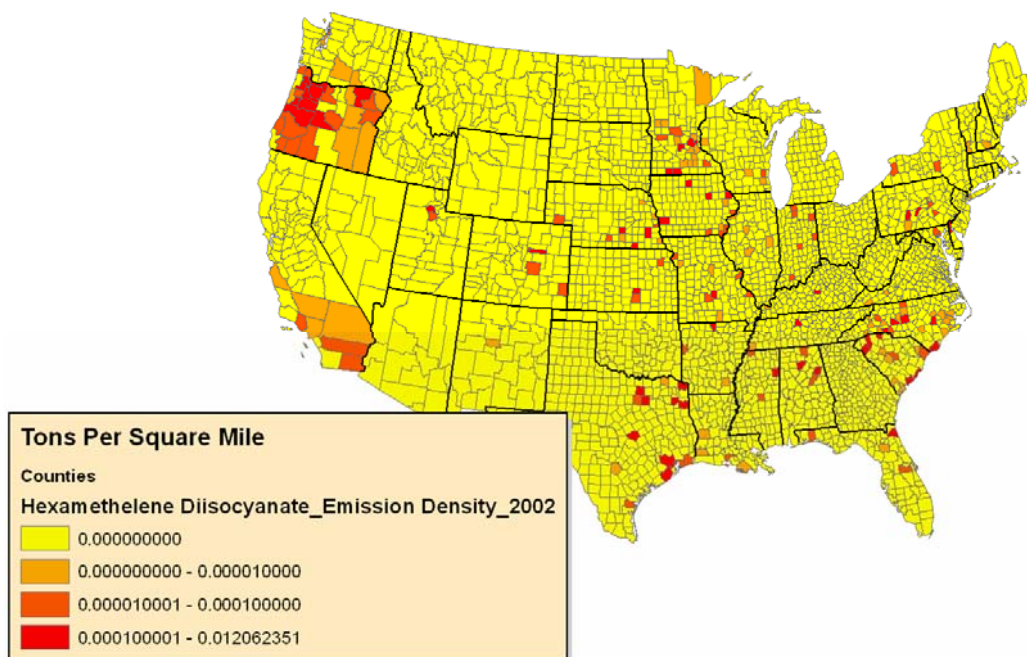 Tons Per Square Mile
Counties
Hexamethelene Diisocyanate_Emission Density_2002
0.000000000
0.000000000 - 0.000010000
0.000010001 - 0.000100000
0.000100001 - 0.012062351